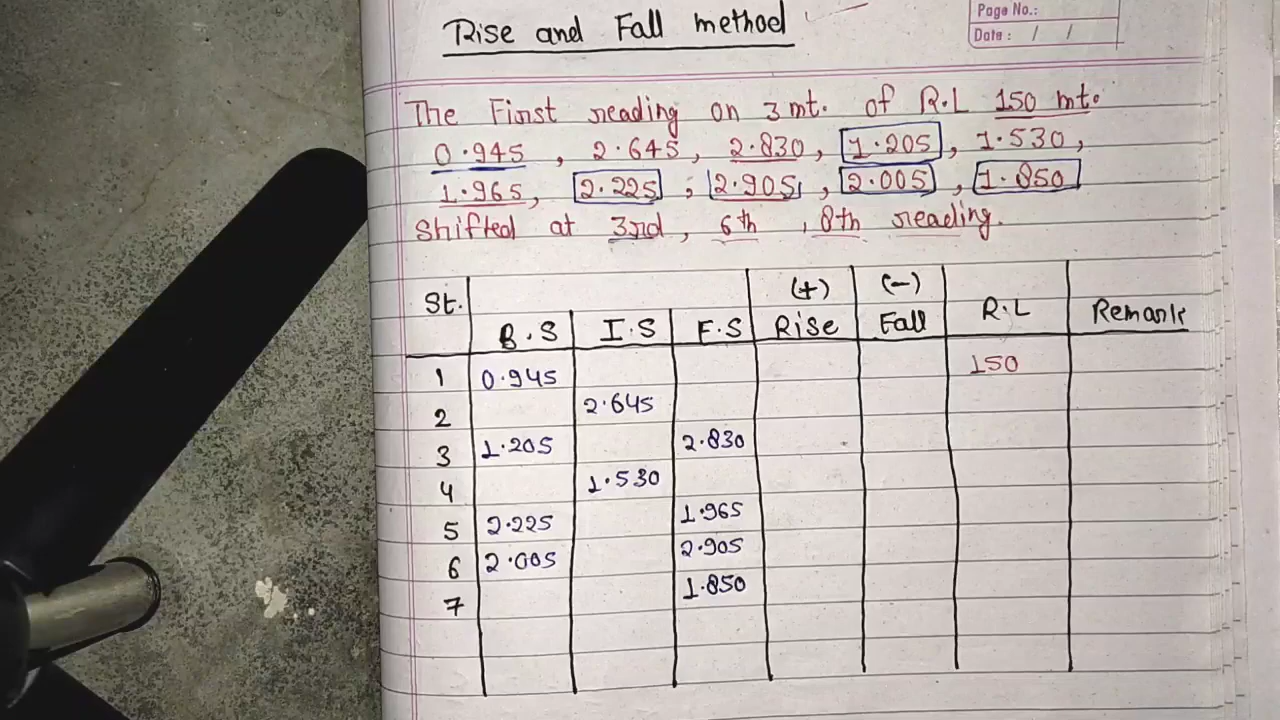 Page No.:
Rise and Fall method
Date : / /
The First reading on 3 mt. of R.L 150 mt.
0.945 , 2.645, 2.830, 1.205, 1.530,
1.965, 2.225 , 2.905, 2.005, 1.850
shifted at 3rd , 6th , 8th reading.
(+) (-)
St. R.L
B.S I.S F.S Rise Fall Remark
1 0.945 150
2 2.645
3 1.205 2.830
4 1.530
5 2.225 1.965
6 2.005 2.905
7 1.850